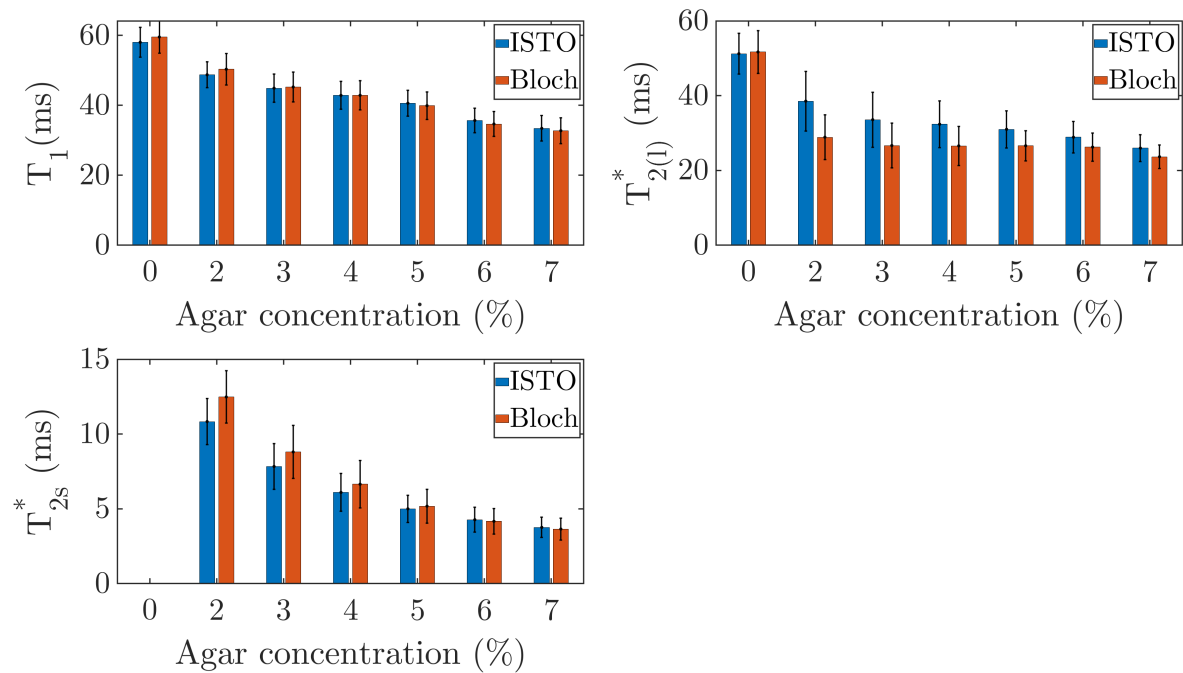 T1(ms)
60
40
20
0
ISTO
Bloch
0 2 3 4 5 6 7
Agar concentration (%)
T*2(l) (ms)
60
40
20
0
ISTO
Bloch
0 2 3 4 5 6 7
Agar concentration (%)
T*2s (ms)
15
10
5
0
ISTO
Bloch
0 2 3 4 5 6 7
Agar concentration (%)